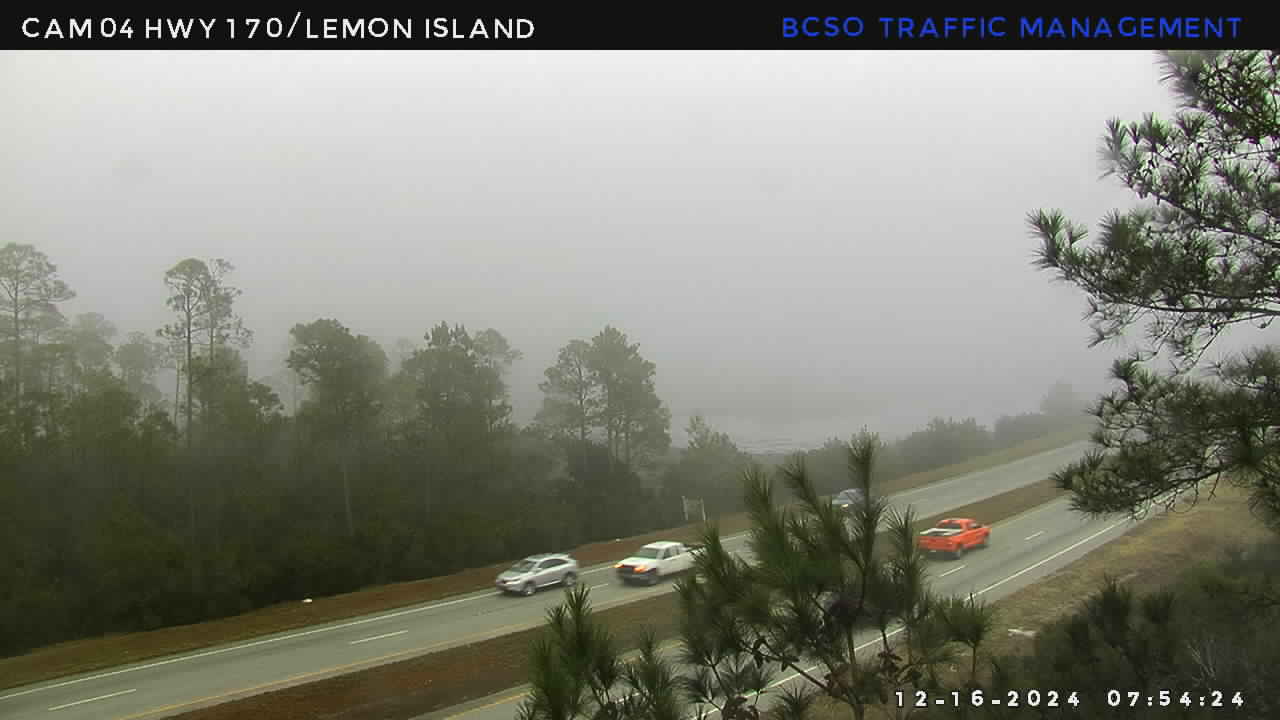 CAM04 HWY 170/LEMON ISLAND
BCSO TRAFFIC MANAGEMENT
12-16-2024 07:54:24